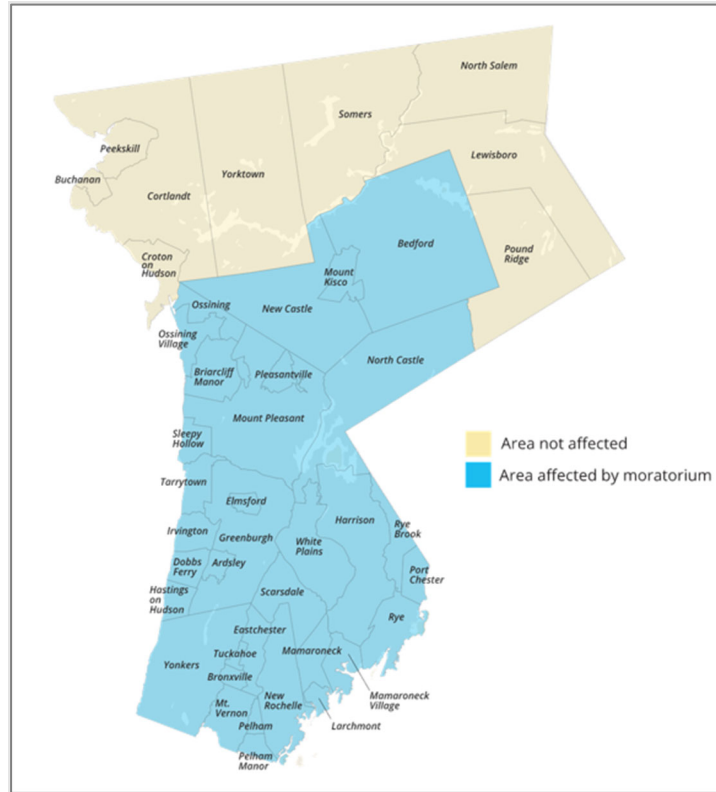 North Salem
Somers
Peekskill
Lewisboro
Buchanan
Yorktown
Cortlandt
Bedford
Pound
Ridge
Croton
on
Hudson
Mount
Kisco
Ossining
New Castle
Ossining
Village
North Castle
Briarcliff
Manor
Pleasantville
Mount Pleasant
Sleepy
Hollow
Area not affected
Area affected by moratorium
Tarrytown
Elmsford
Harrison
Rye
Brook
Irvington
Greenburgh
White
Plains
Dobbs
Ferry
Ardsley
Port
Chester
Hastings
on
Hudson
Scarsdale
Rye
Eastchester
Tuckahoe
Mamaroneck
Yonkers
Bronxville
Mamaroneck
Village
New
Rochelle
Mt.
Vernon
Larchmont
Pelham
Pelham
Manor